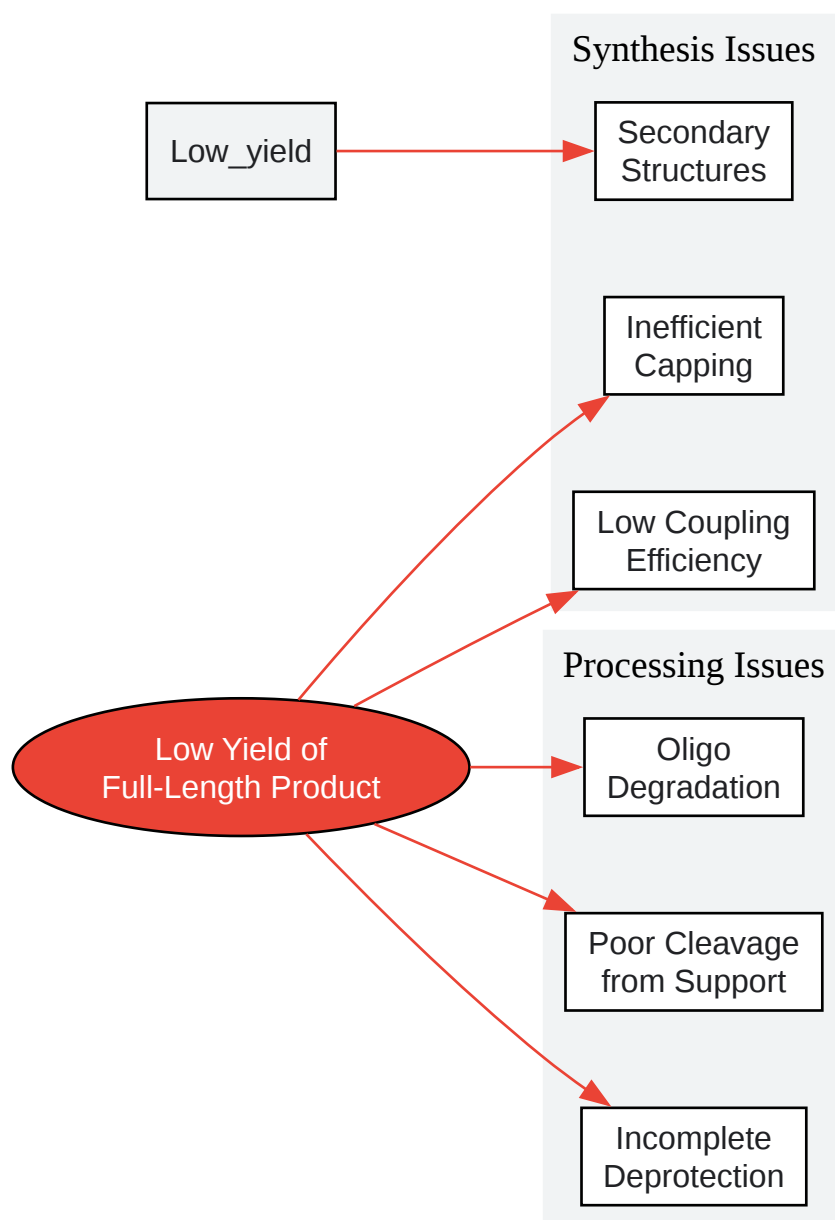 Synthesis Issues
Low_yield
Secondary
Structures
Inefficient
Capping
Low Coupling
Efficiency
Processing Issues
Low Yield of
Full-Length Product
Oligo
Degradation
Poor Cleavage
from Support
Incomplete
Deprotection